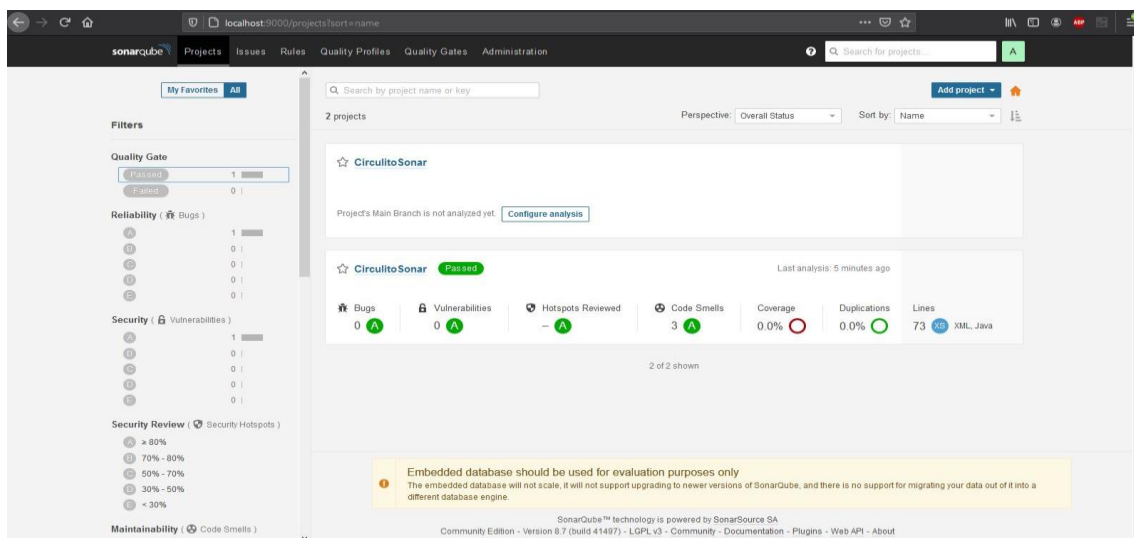 localhost:9000/projects?sort=name
sonarqube Projects Issues Rules Quality Profiles Quality Gates Administration Search for projects... A
My Favorites All
Filters
Quality Gate
Passed 1
Failed 0
Reliability ( Bugs )
A 1
B 0
C 0
D 0
E 0
Security ( Vulnerabilities )
A 1
B 0
C 0
D 0
E 0
Security Review ( Security Hotspots )
A ≥ 80%
B 70% - 80%
C 50% - 70%
D 30% - 50%
E < 30%
Maintainability ( Code Smells )
Search by project name or key
Add project
2 projects
Perspective: Overall Status Sort by: Name
CirculitoSonar
Project's Main Branch is not analyzed yet. Configure analysis
CirculitoSonar Passed Last analysis: 5 minutes ago
Bugs Vulnerabilities Hotspots Reviewed Code Smells Coverage Duplications Lines
0 A 0 A – A 3 A 0.0% 0.0% 73 XS XML, Java
2 of 2 shown
Embedded database should be used for evaluation purposes only
The embedded database will not scale, it will not support upgrading to newer versions of SonarQube, and there is no support for migrating your data out of it into a
different database engine.
SonarQube™ technology is powered by SonarSource SA
Community Edition - Version 8.7 (build 41497) - LGPL v3 - Community - Documentation - Plugins - Web API - About